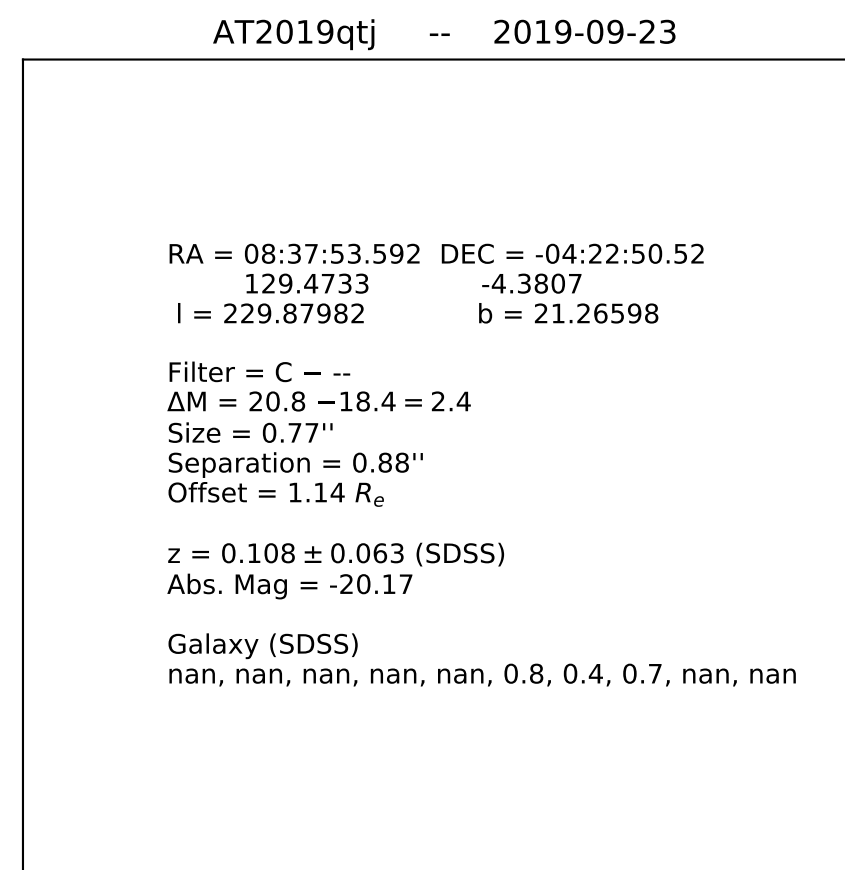 AT2019qtj -- 2019-09-23
RA = 08:37:53.592 DEC = -04:22:50.52
129.4733 -4.3807
l = 229.87982 b = 21.26598
Filter = C − --
ΔM = 20.8 −18.4 = 2.4
Size = 0.77''
Separation = 0.88''
Offset = 1.14 Re
z = 0.108 ± 0.063 (SDSS)
Abs. Mag = -20.17
Galaxy (SDSS)
nan, nan, nan, nan, nan, 0.8, 0.4, 0.7, nan, nan